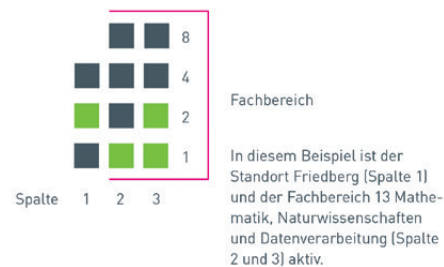 8
4
2
1
Spalte 1 2 3
Fachbereich
In diesem Beispiel ist der
Standort Friedberg (Spalte 1)
und der Fachbereich 13 Mathe-
matik, Naturwissenschaften
und Datenverarbeitung (Spalte
2 und 3) aktiv.